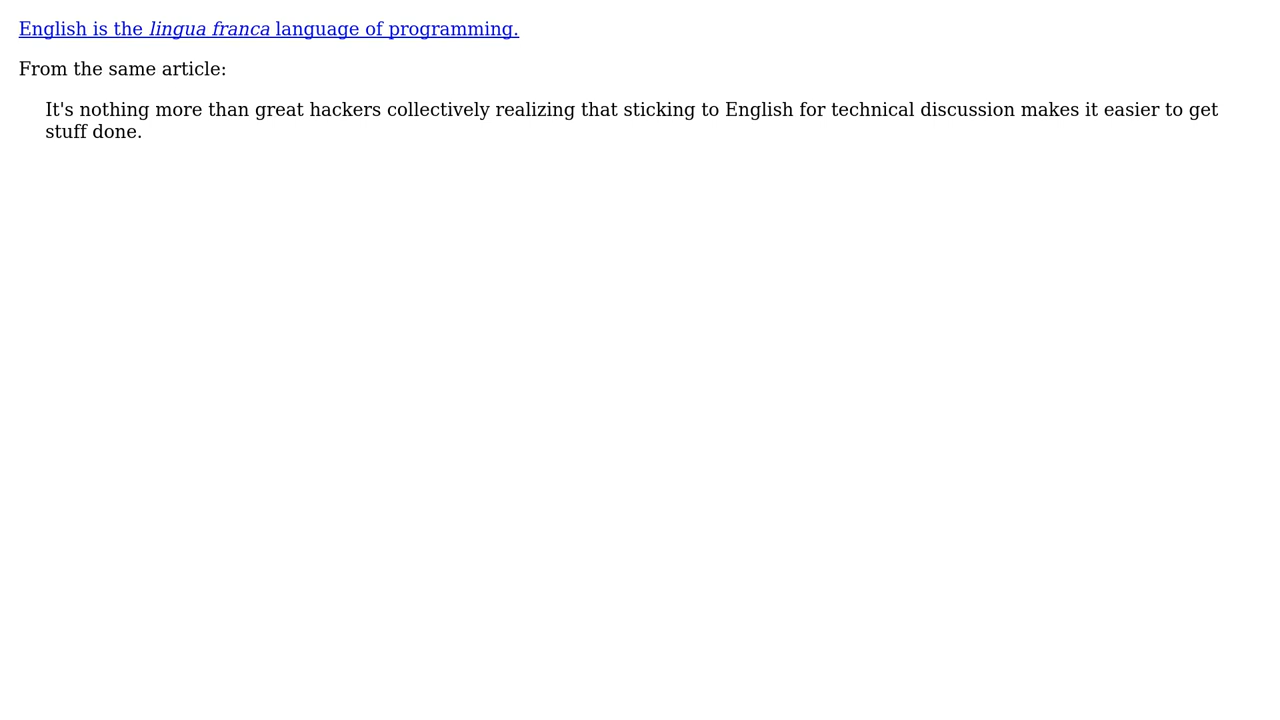 English is the lingua franca language of programming.
From the same article:
It's nothing more than great hackers collectively realizing that sticking to English for technical discussion makes it easier to get
stuff done.